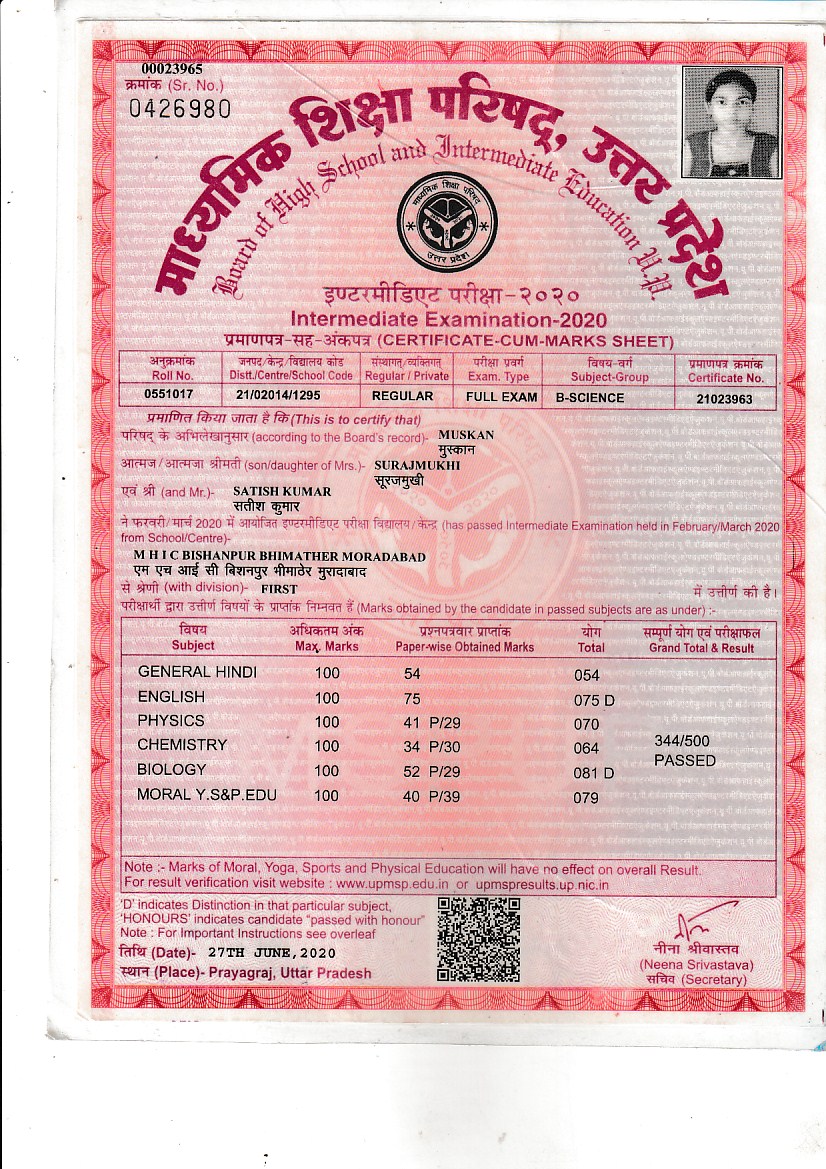 00023965
क्रमांक (Sr. No.)
0426980
माध्यमिक शिक्षा परिषद्, उत्तर प्रदेश
Board of High School and Intermediate Education U.P.
माध्यमिक शिक्षा परिषद्
उत्तर प्रदेश
इण्टरमीडिएट परीक्षा-२०२०
Intermediate Examination-2020
प्रमाणपत्र-सह-अंकपत्र (CERTIFICATE-CUM-MARKS SHEET)
अनुक्रमांक जनपद/केन्द्र/विद्यालय कोड संस्थागत/व्यक्तिगत परीक्षा प्रवर्ग विषय-वर्ग प्रमाणपत्र क्रमांक
Roll No. Distt./Centre/School Code Regular / Private Exam. Type Subject-Group Certificate No.
0551017 21/02014/1295 REGULAR FULL EXAM B-SCIENCE 21023963
प्रमाणित किया जाता है कि (This is to certify that)
परिषद के अभिलेखानुसार (according to the Board's record)- MUSKAN
मुस्कान
आत्मज/आत्मजा श्रीमती (son/daughter of Mrs.)- SURAJMUKHI
सूरजमुखी
एवं श्री (and Mr.)- SATISH KUMAR
सतीश कुमार
ने फरवरी/मार्च 2020 में आयोजित इण्टरमीडिएट परीक्षा विद्यालय/केन्द्र (has passed Intermediate Examination held in February/March 2020
from School/Centre)-
M H I C BISHANPUR BHIMATHER MORADABAD
एम एच आई सी बिशनपुर भीमाठेर मुरादाबाद
से श्रेणी (with division)- FIRST में उत्तीर्ण की है।
परीक्षार्थी द्वारा उत्तीर्ण विषयों के प्राप्तांक निम्नवत हैं (Marks obtained by the candidate in passed subjects are as under) :-
विषय अधिकतम अंक प्रश्नपत्रवार प्राप्तांक योग सम्पूर्ण योग एवं परीक्षाफल
Subject Max. Marks Paper-wise Obtained Marks Total Grand Total & Result
GENERAL HINDI 100 54 054
ENGLISH 100 75 075 D
PHYSICS 100 41 P/29 070
CHEMISTRY 100 34 P/30 064 344/500
PASSED
BIOLOGY 100 52 P/29 081 D
MORAL Y.S&P.EDU 100 40 P/39 079
Note :- Marks of Moral, Yoga, Sports and Physical Education will have no effect on overall Result.
For result verification visit website : www.upmsp.edu.in or upmspresults.up.nic.in
'D' indicates Distinction in that particular subject,
'HONOURS' indicates candidate "passed with honour"
Note : For Important Instructions see overleaf
तिथि (Date)- 27TH JUNE,2020
स्थान (Place)- Prayagraj, Uttar Pradesh
नीना श्रीवास्तव
(Neena Srivastava)
सचिव (Secretary)